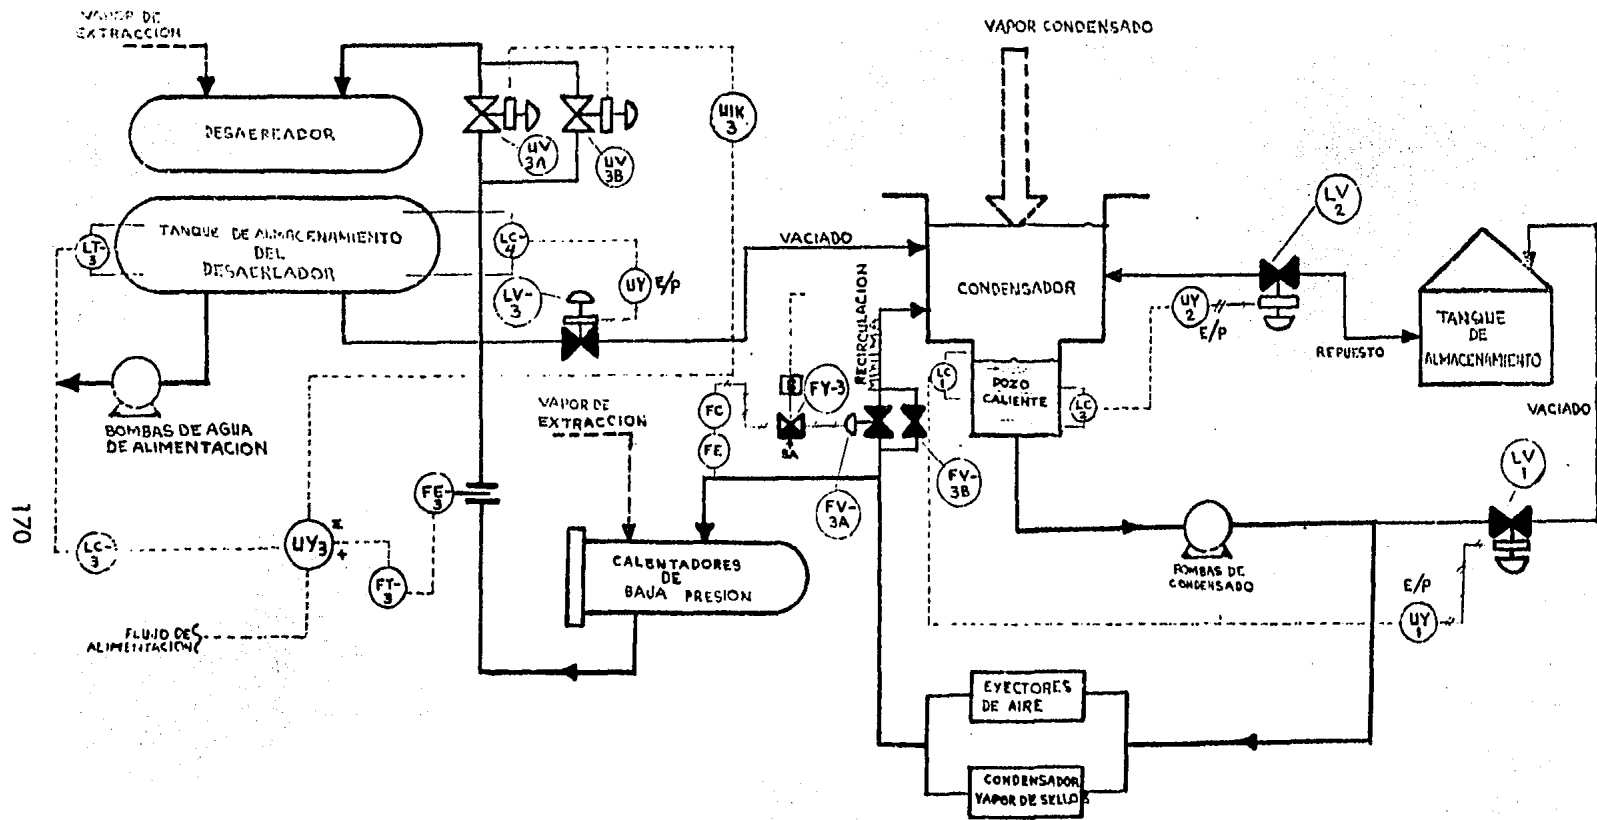 VAPOR DE
EXTRACCION
VAPOR CONDENSADO
DESAEREADOR
UV
3A
UV
3B
UIK
3
TANQUE DE ALMACENAMIENTO
DEL
DESAEREADOR
LT-
3
LC-
4
LV-
3
UY
E/P
VACIADO
CONDENSADOR
LV
2
UY
2
E/P
REPUESTO
TANQUE
DE
ALMACENAMIENTO
VACIADO
RECIRCULACION
LC
1
POZO
CALIENTE
LC
2
BOMBAS DE AGUA
DE ALIMENTACION
VAPOR DE
EXTRACCION
FC
FE
FY-3
SA
FV-
3A
FV-
3B
LV
1
FE
3
170
LC-
3
UY3
+
FT-
3
CALENTADORES
DE
BAJA PRESION
BOMBAS DE
CONDENSADO
E/P
UY
1
FLUJO DE
ALIMENTACION
EYECTORES
DE AIRE
CONDENSADOR
VAPOR DE SELLO